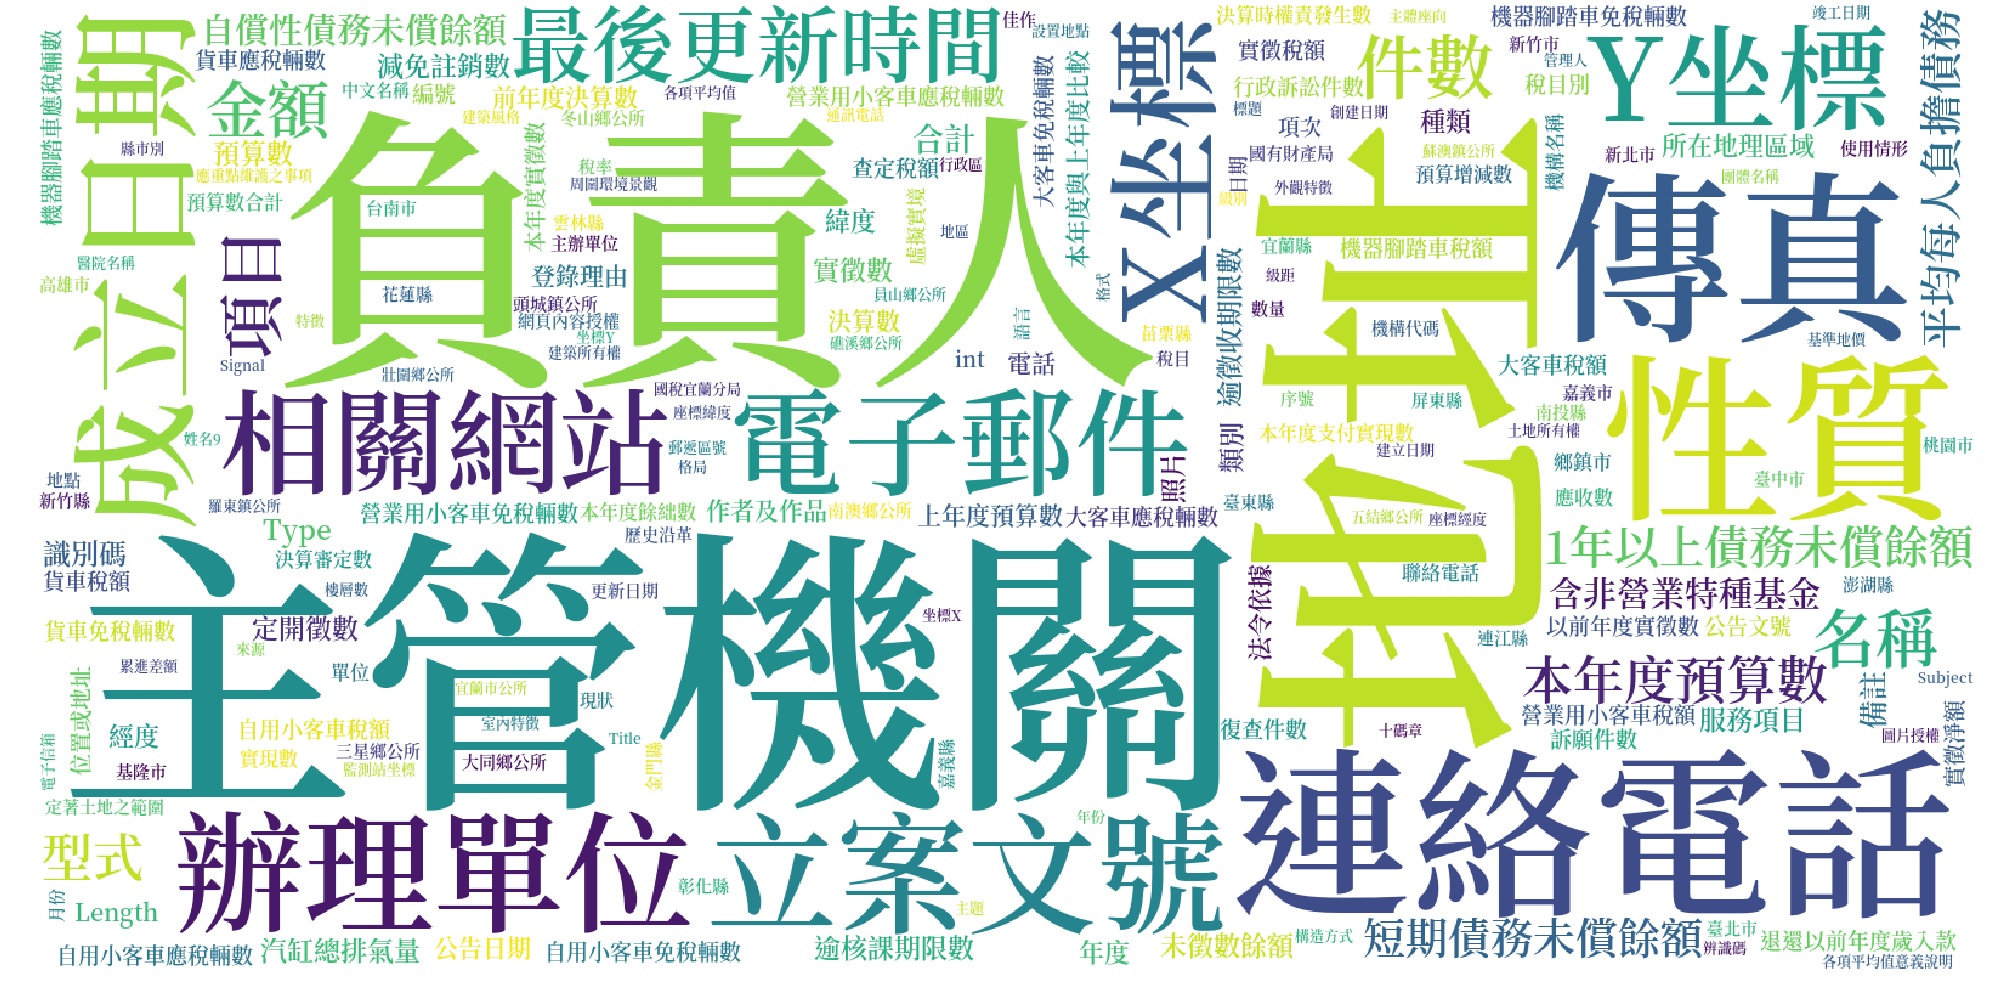 自償性債務未償餘額
最後更新時間
佳作
設置地點
決算時權責發生數
主體座向
機器腳踏車免稅輛數
竣工日期
貨車應稅輛數
減免註銷數
中文名稱
編號
金額
前年度決算數
各項平均值
營業用小客車應稅輛數
建築風格
冬山鄉公所
通訊電話
機器腳踏車應稅輛數
成立日期
縣市別
預算數
應重點維護之事項
預算數合計
負責人
台南市
本年度實徵數
稅率
周圍環境景觀
雲林縣
主辦單位
登錄理由
合計
查定稅額
行政區
緯度
虛擬實境
地區
實徵數
大客車免稅輛數
本年度與上年度比較
X坐標
實徵稅額
新竹市
管理人
行政訴訟件數
件數
稅目別
標題
創建日期
項次
種類
國有財產局
蘇澳鎮公所
日期
級別
外觀特徵
預算增減數
機構名稱
Y坐標
所在地理區域
新北市
使用情形
團體名稱
平均每人負擔債務
醫院名稱
高雄市
項目
Signal
花蓮縣
特徵
頭城鎮公所
網頁內容授權
坐標Y
建築所有權
壯圍鄉公所
員山鄉公所
決算數
礁溪鄉公所
語言
格式
int
電話
苗栗縣
稅目
逾徵收期限數
宜蘭縣
級距
數量
機器腳踏車稅額
機構代碼
地址
傳真
基準地價
大客車稅額
國稅宜蘭分局
座標緯度
相關網站
電子郵件
郵遞區號
格局
姓名9
地點
新竹縣
羅東鎮公所
照片
類別
序號
屏東縣
本年度支付實現數
建立日期
嘉義市
南投縣
土地所有權
性質
桃園市
鄉鎮市
臺中市
應收數
營業用小客車免稅輛數
本年度餘絀數
作者及作品
南澳鄉公所
上年度預算數
大客車應稅輛數
臺東縣
五結鄉公所
座標經度
Type
歷史沿革
決算審定數
識別碼
貨車稅額
樓層數
更新日期
1年以上債務未償餘額
聯絡電話
含非營業特種基金
澎湖縣
法令依據
主管機關
坐標X
貨車免稅輛數
定開徵數
來源
累進差額
單位
宜蘭市公所
現狀
室內特徵
以前年度實徵數
公告文號
連江縣
名稱
位置或地址
經度
自用小客車稅額
三星鄉公所
實現數
監測站坐標
大同鄉公所
Title
金門縣
嘉義縣
基隆市
電子信箱
定著土地之範圍
本年度預算數
Subject
備註
營業用小客車稅額
服務項目
復查件數
十碼章
訴願件數
圖片授權
實徵淨額
型式
月份
Length
辦理單位
彰化縣
立案文號
年份
主題
連絡電話
自用小客車應稅輛數
汽缸總排氣量
公告日期
自用小客車免稅輛數
逾核課期限數
年度
未徵數餘額
構造方式
短期債務未償餘額
臺北市
辨識碼
退還以前年度歲入款
各項平均值意義說明